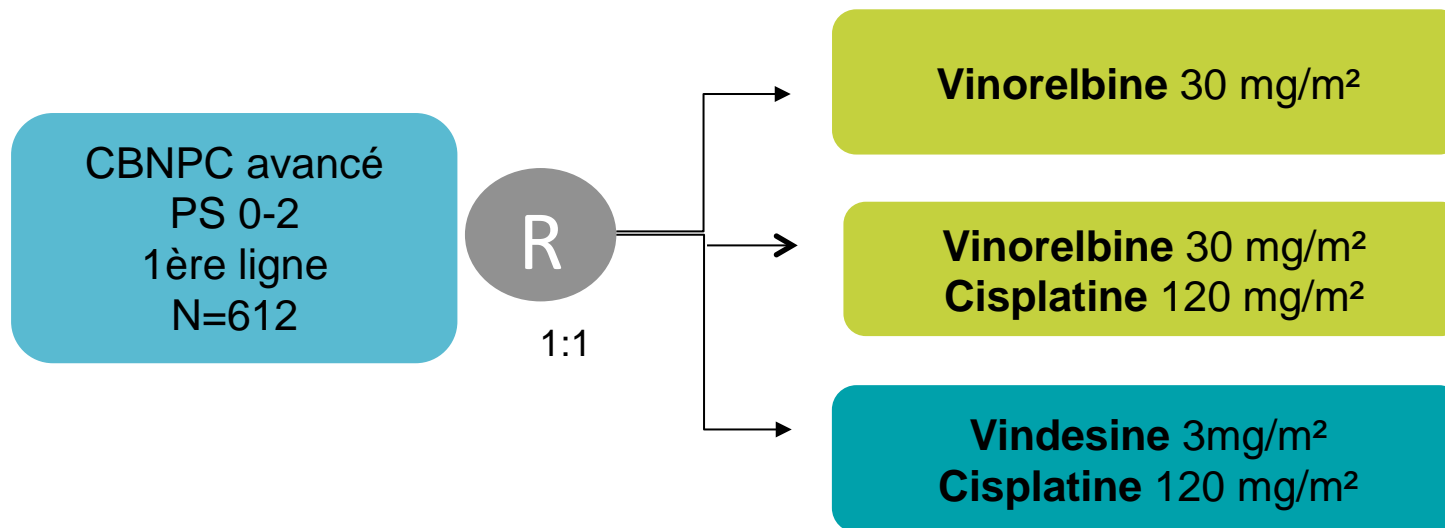 CBNPC avancé
PS 0-2
1ère ligne
N=612
R
1:1
Vinorelbine 30 mg/m²
Vinorelbine 30 mg/m²
Cisplatine 120 mg/m²
Vindesine 3mg/m²
Cisplatine 120 mg/m²